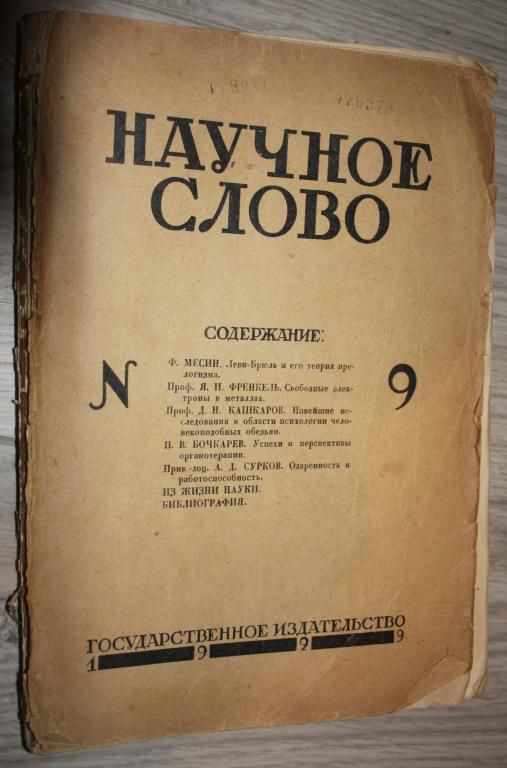 НАУЧНОЕ
СЛОВО
СОДЕРЖАНИЕ:
N 9
Ф. МЕСИН. Леви-Брюль и его теория пре-
логизма.
Проф. Я. И. ФРЕНКЕЛЬ. Свободные элек-
троны в металлах.
Проф. Д. Н. КАШКАРОВ. Новейшие ис-
следования в области психологии чело-
векоподобных обезьян.
П. В. БОЧКАРЕВ. Успехи и перспективы
органотерапии.
Прив.-доц. А. Д. СУРКОВ. Одаренность и
работоспособность.
ИЗ ЖИЗНИ НАУКИ.
БИБЛИОГРАФИЯ.
ГОСУДАРСТВЕННОЕ ИЗДАТЕЛЬСТВО
1 9 2 9